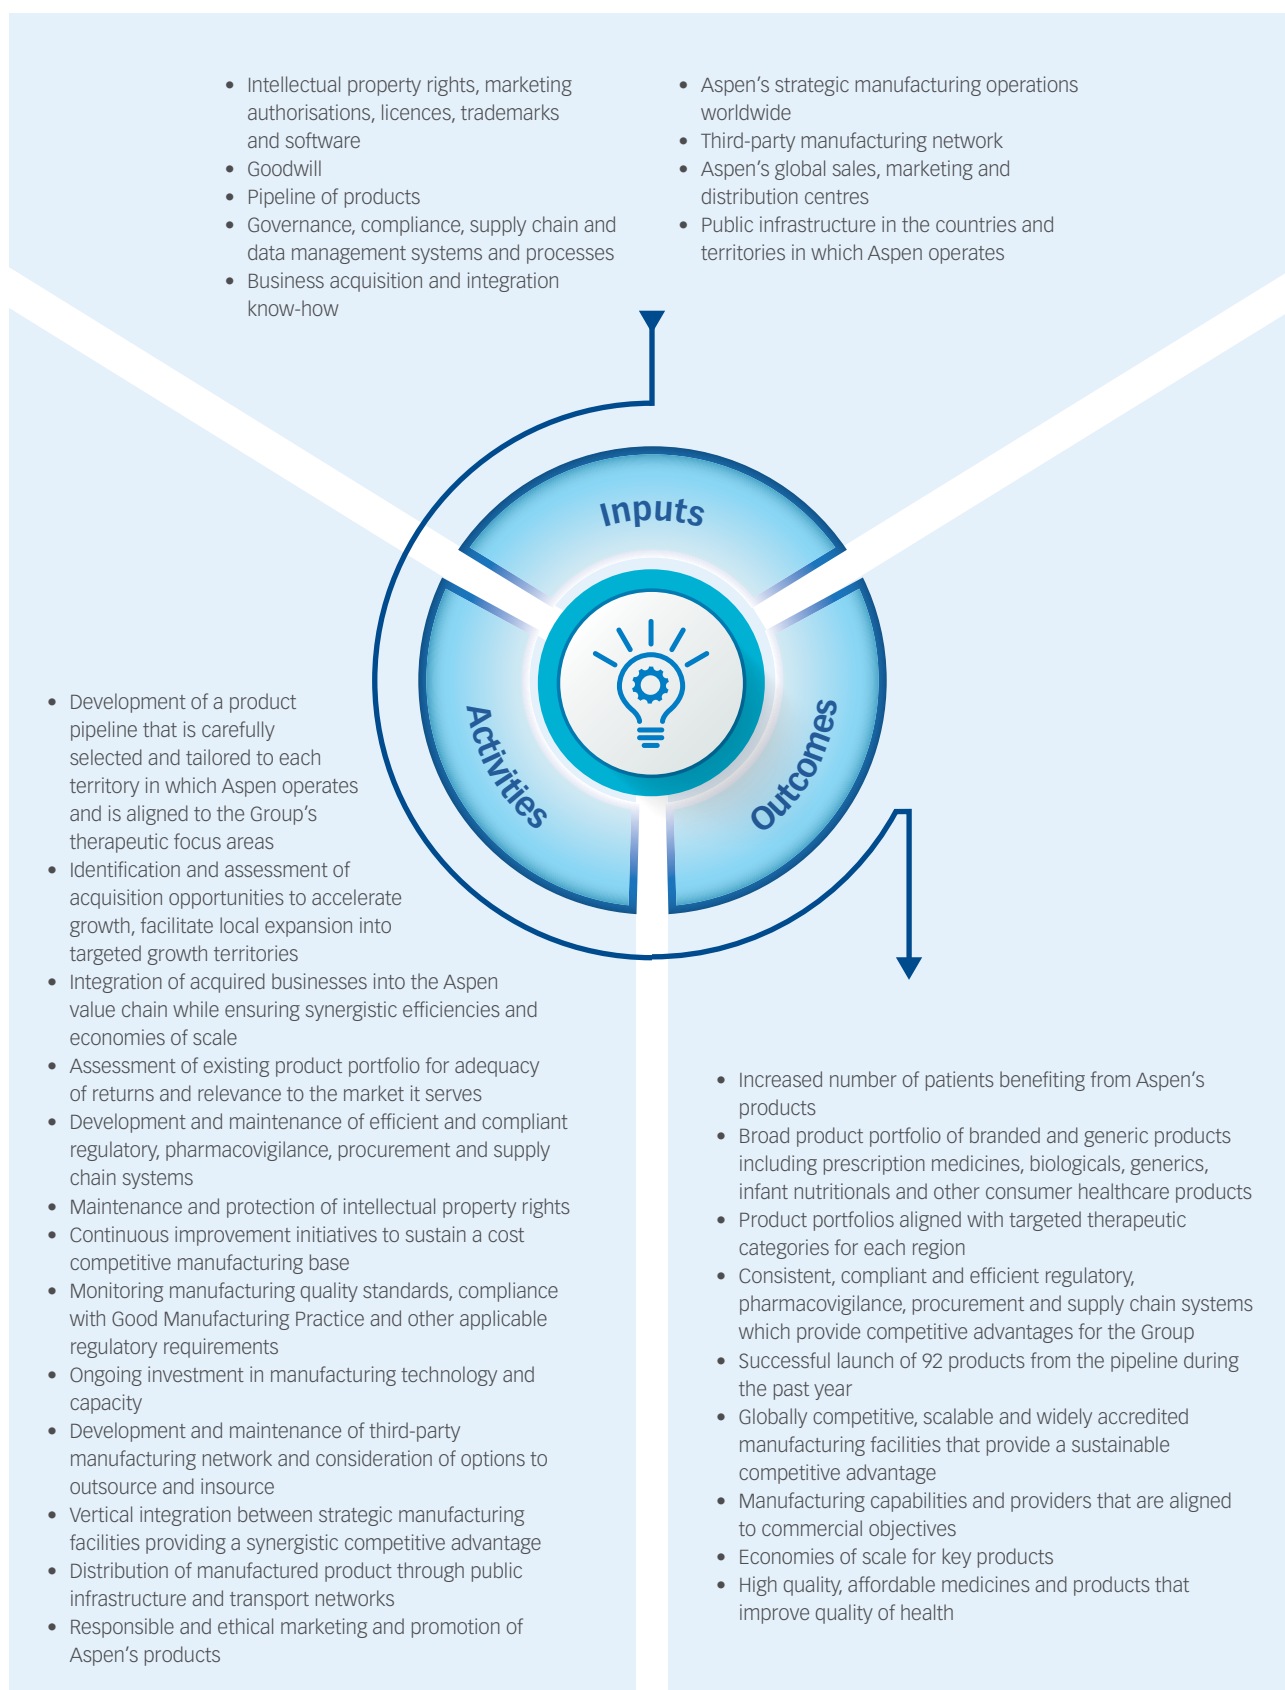 • Intellectual property rights, marketing
authorisations, licences, trademarks
and software
• Goodwill
• Pipeline of products
• Governance, compliance, supply chain and
data management systems and processes
• Business acquisition and integration
know-how
• Aspen's strategic manufacturing operations
worldwide
• Third-party manufacturing network
• Aspen's global sales, marketing and
distribution centres
• Public infrastructure in the countries and
territories in which Aspen operates
Inputs
Activities
Outcomes
• Development of a product
pipeline that is carefully
selected and tailored to each
territory in which Aspen operates
and is aligned to the Group's
therapeutic focus areas
• Identification and assessment of
acquisition opportunities to accelerate
growth, facilitate local expansion into
targeted growth territories
• Integration of acquired businesses into the Aspen
value chain while ensuring synergistic efficiencies and
economies of scale
• Assessment of existing product portfolio for adequacy
of returns and relevance to the market it serves
• Development and maintenance of efficient and compliant
regulatory, pharmacovigilance, procurement and supply
chain systems
• Maintenance and protection of intellectual property rights
• Continuous improvement initiatives to sustain a cost
competitive manufacturing base
• Monitoring manufacturing quality standards, compliance
with Good Manufacturing Practice and other applicable
regulatory requirements
• Ongoing investment in manufacturing technology and
capacity
• Development and maintenance of third-party
manufacturing network and consideration of options to
outsource and insource
• Vertical integration between strategic manufacturing
facilities providing a synergistic competitive advantage
• Distribution of manufactured product through public
infrastructure and transport networks
• Responsible and ethical marketing and promotion of
Aspen's products
• Increased number of patients benefiting from Aspen's
products
• Broad product portfolio of branded and generic products
including prescription medicines, biologicals, generics,
infant nutritionals and other consumer healthcare products
• Product portfolios aligned with targeted therapeutic
categories for each region
• Consistent, compliant and efficient regulatory,
pharmacovigilance, procurement and supply chain systems
which provide competitive advantages for the Group
• Successful launch of 92 products from the pipeline during
the past year
• Globally competitive, scalable and widely accredited
manufacturing facilities that provide a sustainable
competitive advantage
• Manufacturing capabilities and providers that are aligned
to commercial objectives
• Economies of scale for key products
• High quality, affordable medicines and products that
improve quality of health